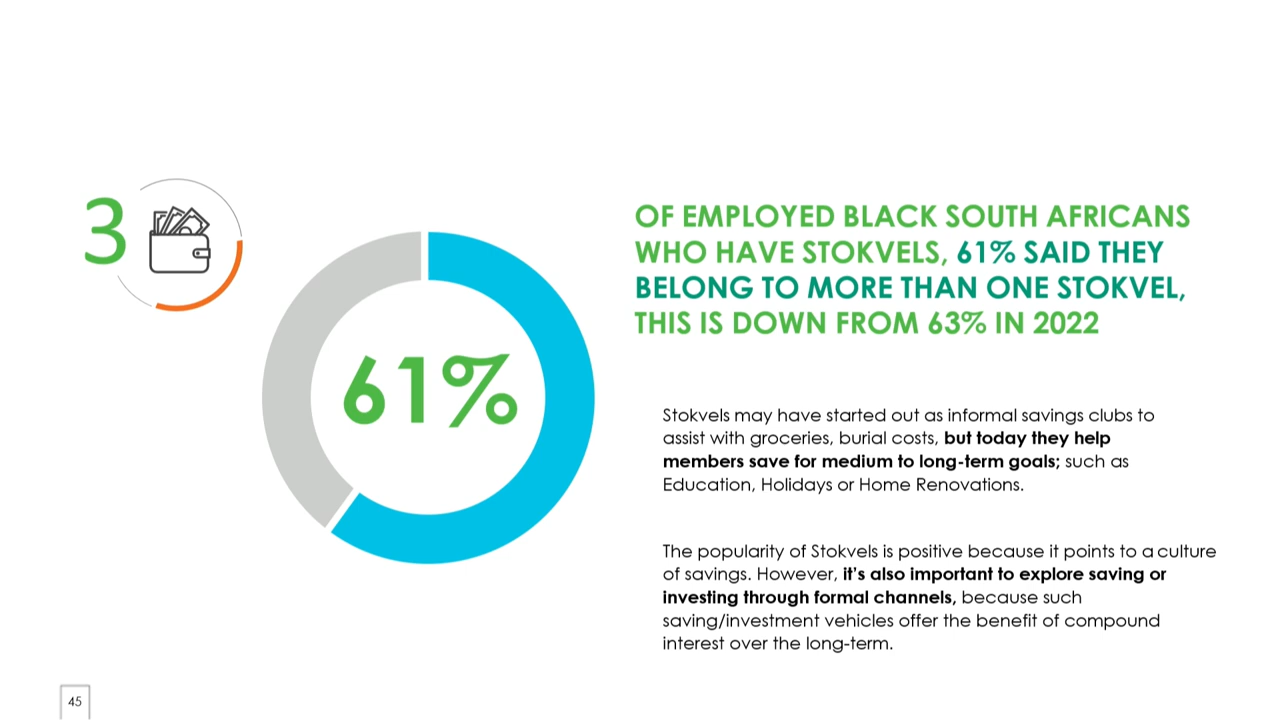 3
61%
OF EMPLOYED BLACK SOUTH AFRICANS
WHO HAVE STOKVELS, 61% SAID THEY
BELONG TO MORE THAN ONE STOKVEL,
THIS IS DOWN FROM 63% IN 2022
Stokvels may have started out as informal savings clubs to
assist with groceries, burial costs, but today they help
members save for medium to long-term goals; such as
Education, Holidays or Home Renovations.
The popularity of Stokvels is positive because it points to a culture
of savings. However, it’s also important to explore saving or
investing through formal channels, because such
saving/investment vehicles offer the benefit of compound
interest over the long-term.
45